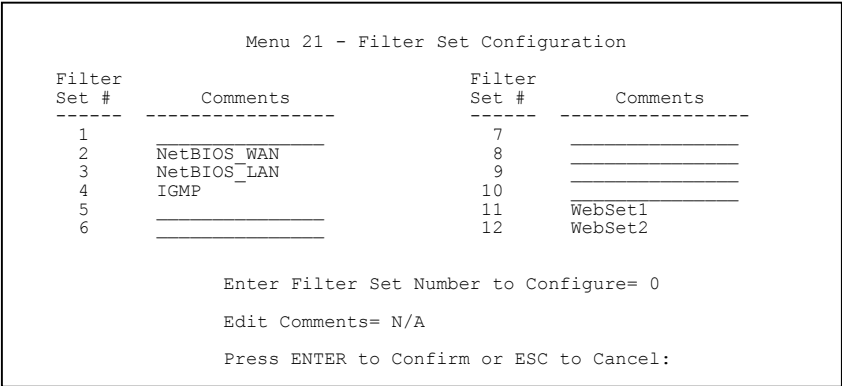 Menu 21 - Filter Set Configuration
Filter Filter
Set # Comments Set # Comments
------ ----------------- ------ -----------------
1 _______________ 7 _______________
2 NetBIOS_WAN 8 _______________
3 NetBIOS_LAN 9 _______________
4 IGMP 10 _______________
5 _______________ 11 WebSet1
6 _______________ 12 WebSet2
Enter Filter Set Number to Configure= 0
Edit Comments= N/A
Press ENTER to Confirm or ESC to Cancel: